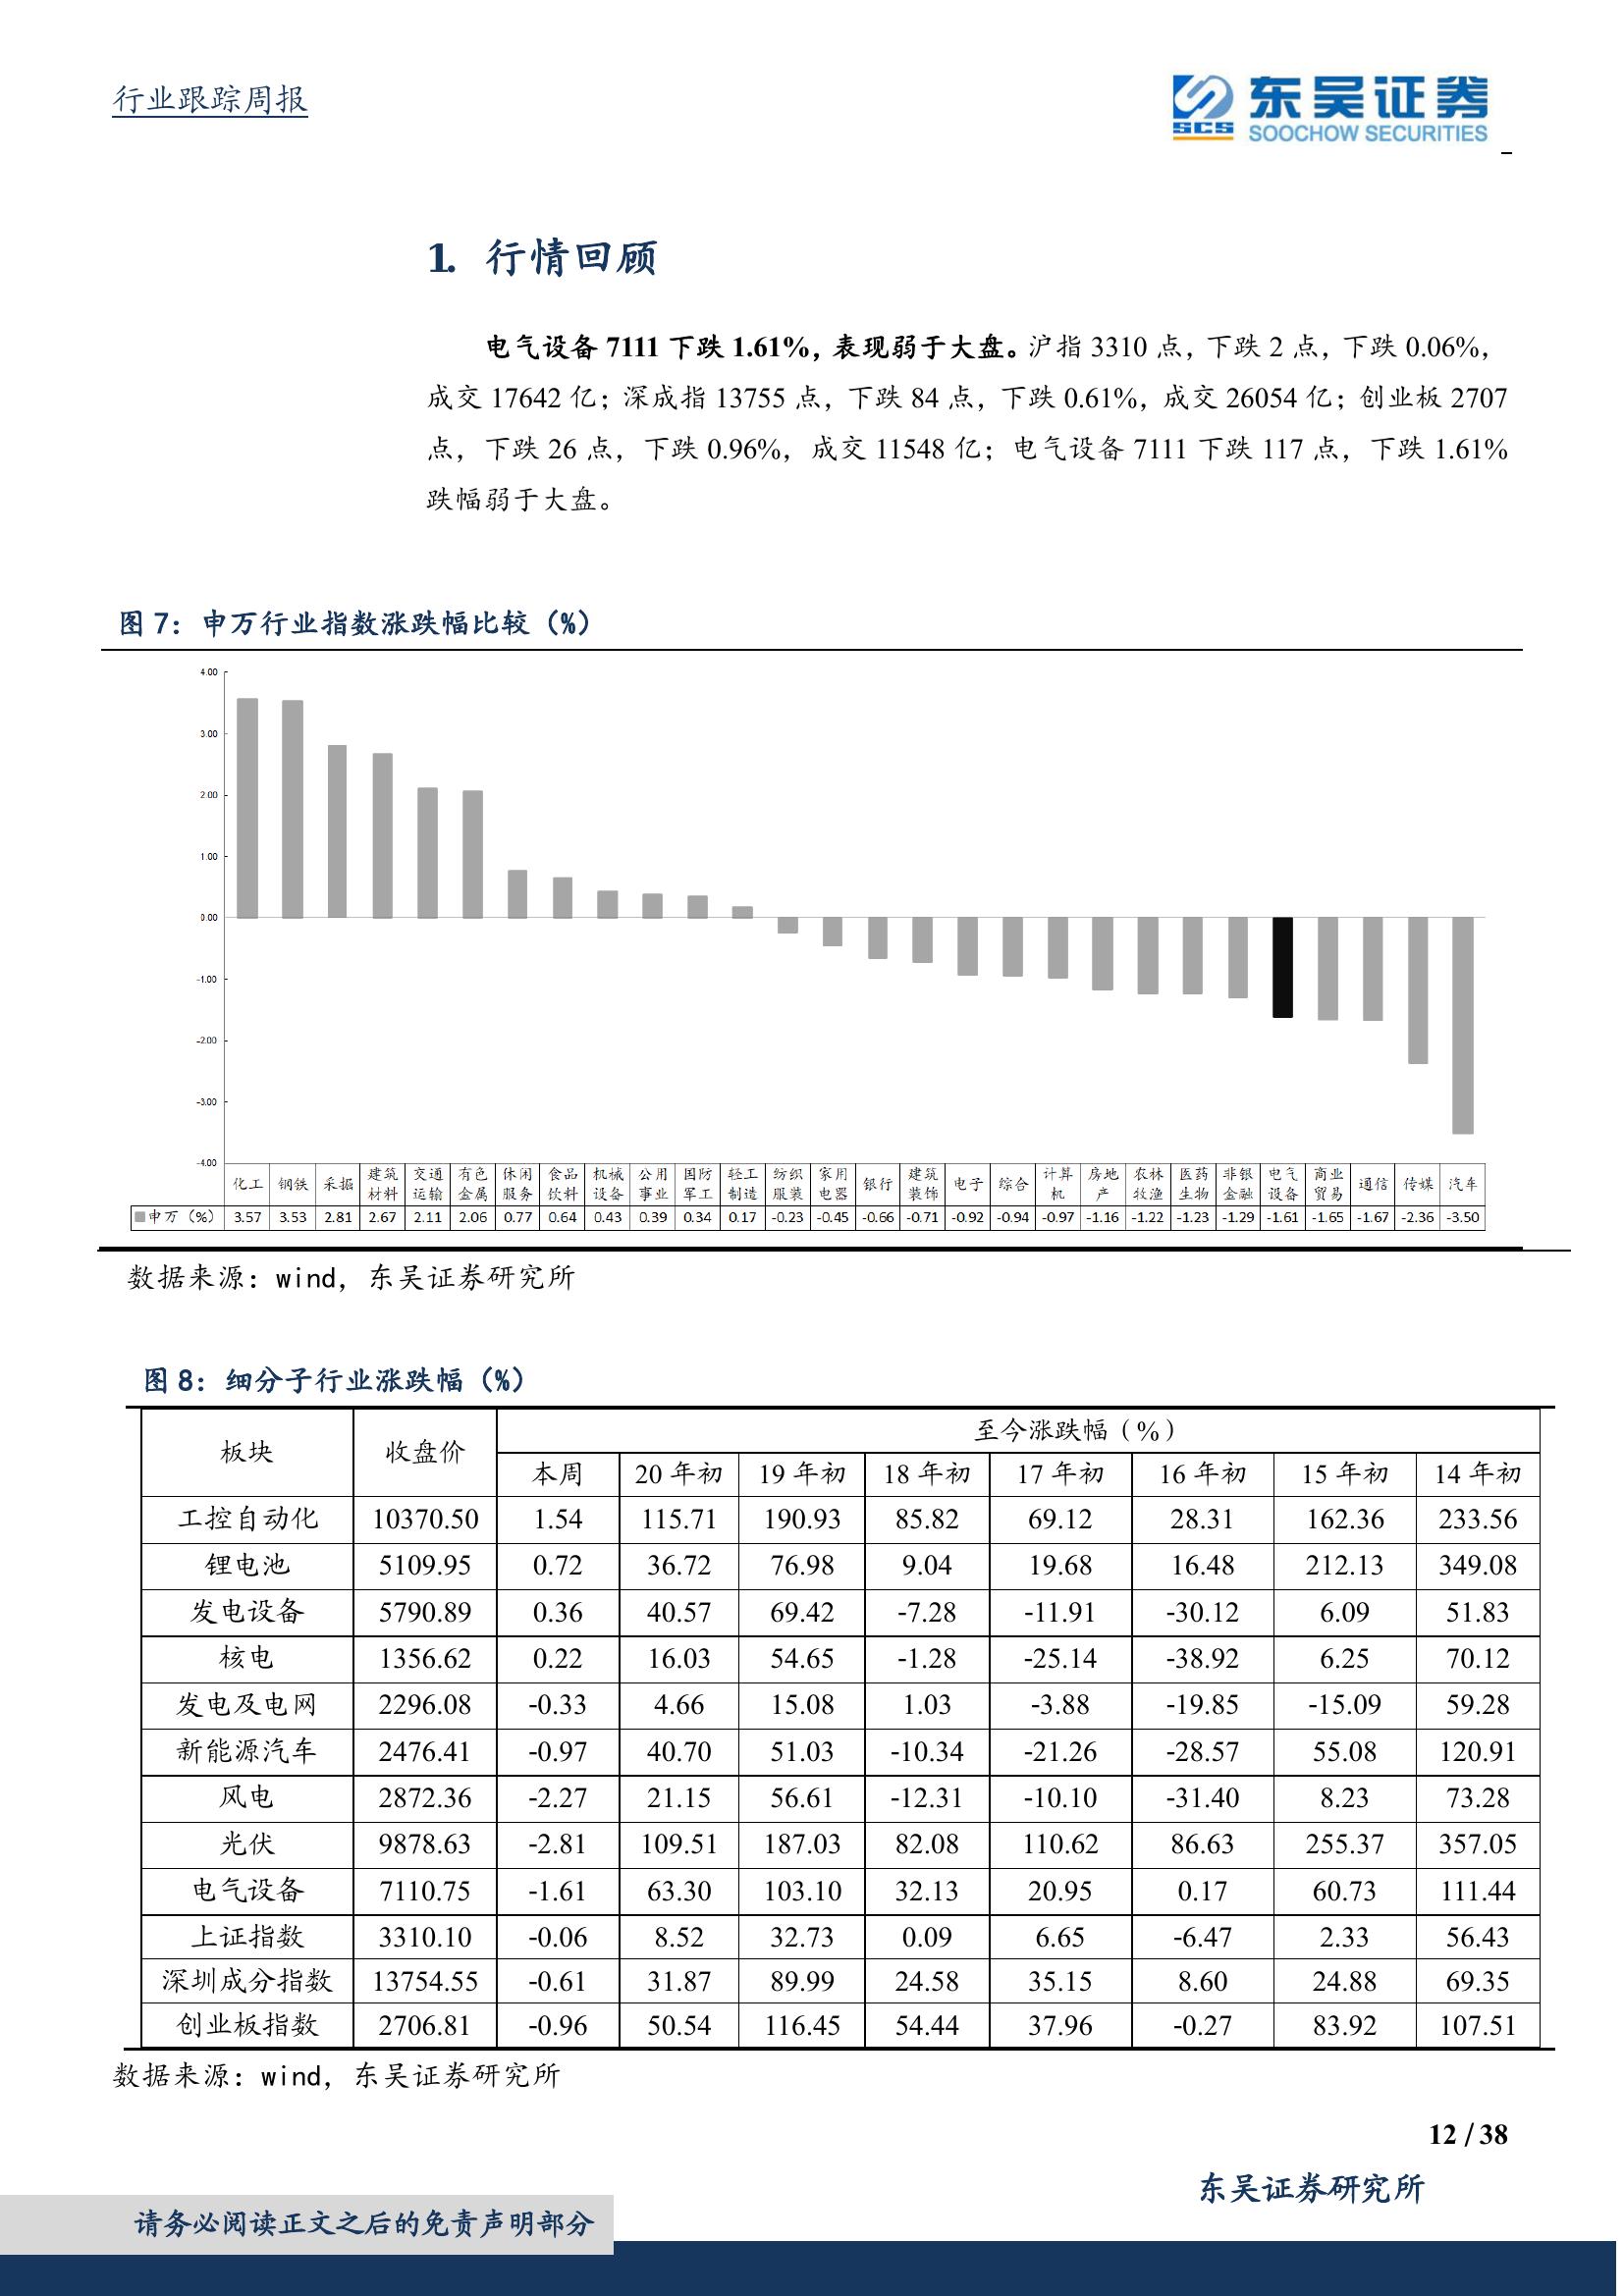 行业跟踪周报
SCS
东吴证券
SOOCHOW SECURITIES
1. 行情回顾
电气设备 7111 下跌 1.61%，表现弱于大盘。沪指 3310 点，下跌 2 点，下跌 0.06%，
成交 17642 亿；深成指 13755 点，下跌 84 点，下跌 0.61%，成交 26054 亿；创业板 2707
点，下跌 26 点，下跌 0.96%，成交 11548 亿；电气设备 7111 下跌 117 点，下跌 1.61%
跌幅弱于大盘。
图 7：申万行业指数涨跌幅比较（%）
4.00
3.00
2.00
1.00
0.00
-1.00
-2.00
-3.00
-4.00
化工 钢铁 采掘 建筑材料 交通运输 有色金属 休闲服务 食品饮料 机械设备 公用事业 国防军工 轻工制造 纺织服装 家用电器 银行 建筑装饰 电子 综合 计算机 房地产 农林牧渔 医药生物 非银金融 电气设备 商业贸易 通信 传媒 汽车
申万（%） 3.57 3.53 2.81 2.67 2.11 2.06 0.77 0.64 0.43 0.39 0.34 0.17 -0.23 -0.45 -0.66 -0.71 -0.92 -0.94 -0.97 -1.16 -1.22 -1.23 -1.29 -1.61 -1.65 -1.67 -2.36 -3.50
数据来源：wind，东吴证券研究所
图 8：细分子行业涨跌幅（%）
板块 收盘价 至今涨跌幅（%）
本周 20 年初 19 年初 18 年初 17 年初 16 年初 15 年初 14 年初
工控自动化 10370.50 1.54 115.71 190.93 85.82 69.12 28.31 162.36 233.56
锂电池 5109.95 0.72 36.72 76.98 9.04 19.68 16.48 212.13 349.08
发电设备 5790.89 0.36 40.57 69.42 -7.28 -11.91 -30.12 6.09 51.83
核电 1356.62 0.22 16.03 54.65 -1.28 -25.14 -38.92 6.25 70.12
发电及电网 2296.08 -0.33 4.66 15.08 1.03 -3.88 -19.85 -15.09 59.28
新能源汽车 2476.41 -0.97 40.70 51.03 -10.34 -21.26 -28.57 55.08 120.91
风电 2872.36 -2.27 21.15 56.61 -12.31 -10.10 -31.40 8.23 73.28
光伏 9878.63 -2.81 109.51 187.03 82.08 110.62 86.63 255.37 357.05
电气设备 7110.75 -1.61 63.30 103.10 32.13 20.95 0.17 60.73 111.44
上证指数 3310.10 -0.06 8.52 32.73 0.09 6.65 -6.47 2.33 56.43
深圳成分指数 13754.55 -0.61 31.87 89.99 24.58 35.15 8.60 24.88 69.35
创业板指数 2706.81 -0.96 50.54 116.45 54.44 37.96 -0.27 83.92 107.51
数据来源：wind，东吴证券研究所
12 / 38
东吴证券研究所
请务必阅读正文之后的免责声明部分